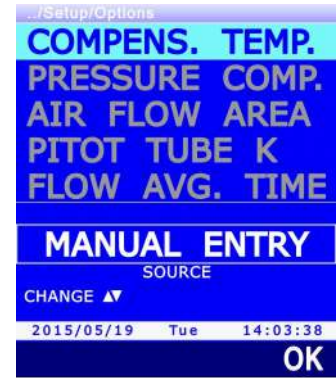 ../Setup/Options
COMPENS. TEMP.
PRESSURE COMP.
AIR FLOW AREA
PITOT TUBE K
FLOW AVG. TIME
MANUAL ENTRY
SOURCE
CHANGE ▲▼
2015/05/19 Tue 14:03:38
OK